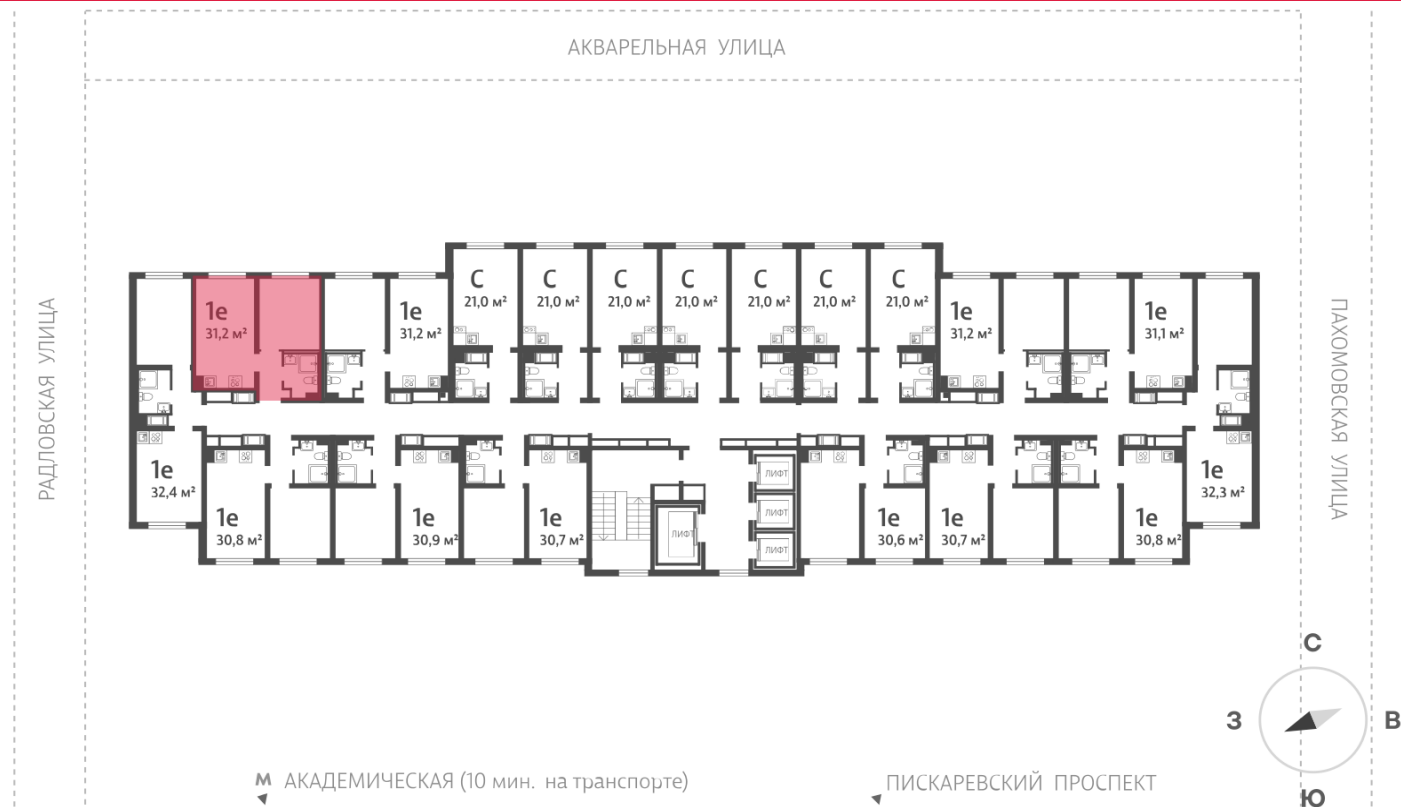 АКВАРЕЛЬНАЯ УЛИЦА
РАДЛОВСКАЯ УЛИЦА
ПАХОМОВСКАЯ УЛИЦА
С
21,0 м²
С
21,0 м²
С
21,0 м²
С
21,0 м²
С
21,0 м²
С
21,0 м²
С
21,0 м²
1е
31,2 м²
1е
31,2 м²
1е
31,2 м²
1е
31,1 м²
1е
32,4 м²
1е
30,8 м²
1е
30,9 м²
1е
30,7 м²
ЛИФТ
ЛИФТ
ЛИФТ
ЛИФТ
1е
30,6 м²
1е
30,7 м²
1е
30,8 м²
1е
32,3 м²
С
З
В
Ю
М АКАДЕМИЧЕСКАЯ (10 мин. на транспорте)
ПИСКАРЕВСКИЙ ПРОСПЕКТ